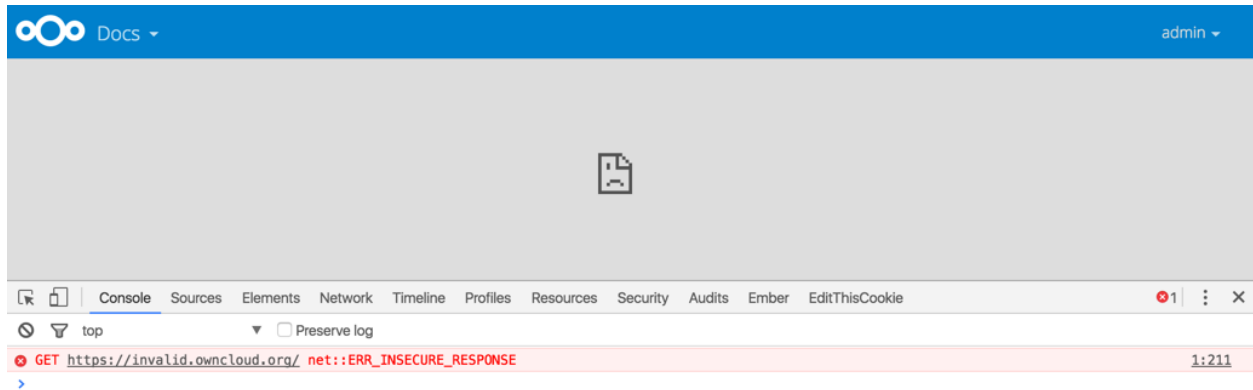 Docs
admin
Console Sources Elements Network Timeline Profiles Resources Security Audits Ember EditThisCookie 1
top Preserve log
GET https://invalid.owncloud.org/ net::ERR_INSECURE_RESPONSE 1:211